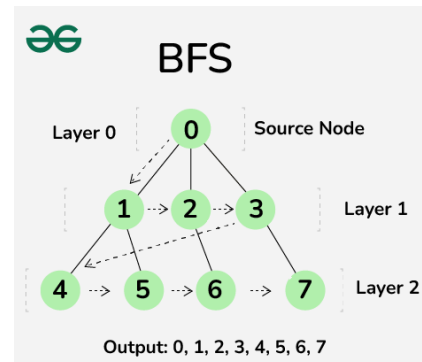 BFS
Layer 0
0
Source Node
1
2
3
Layer 1
4
5
6
7
Layer 2
Output: 0, 1, 2, 3, 4, 5, 6, 7